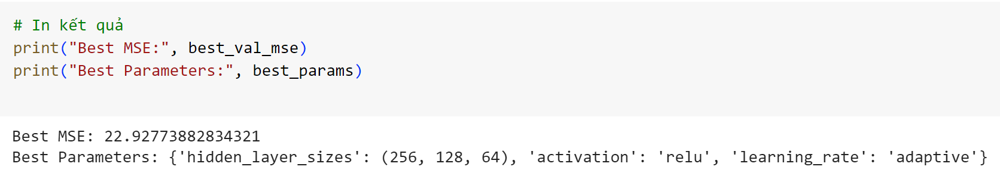 # In kết quả
print("Best MSE:", best_val_mse)
print("Best Parameters:", best_params)
Best MSE: 22.92773882834321
Best Parameters: {'hidden_layer_sizes': (256, 128, 64), 'activation': 'relu', 'learning_rate': 'adaptive'}